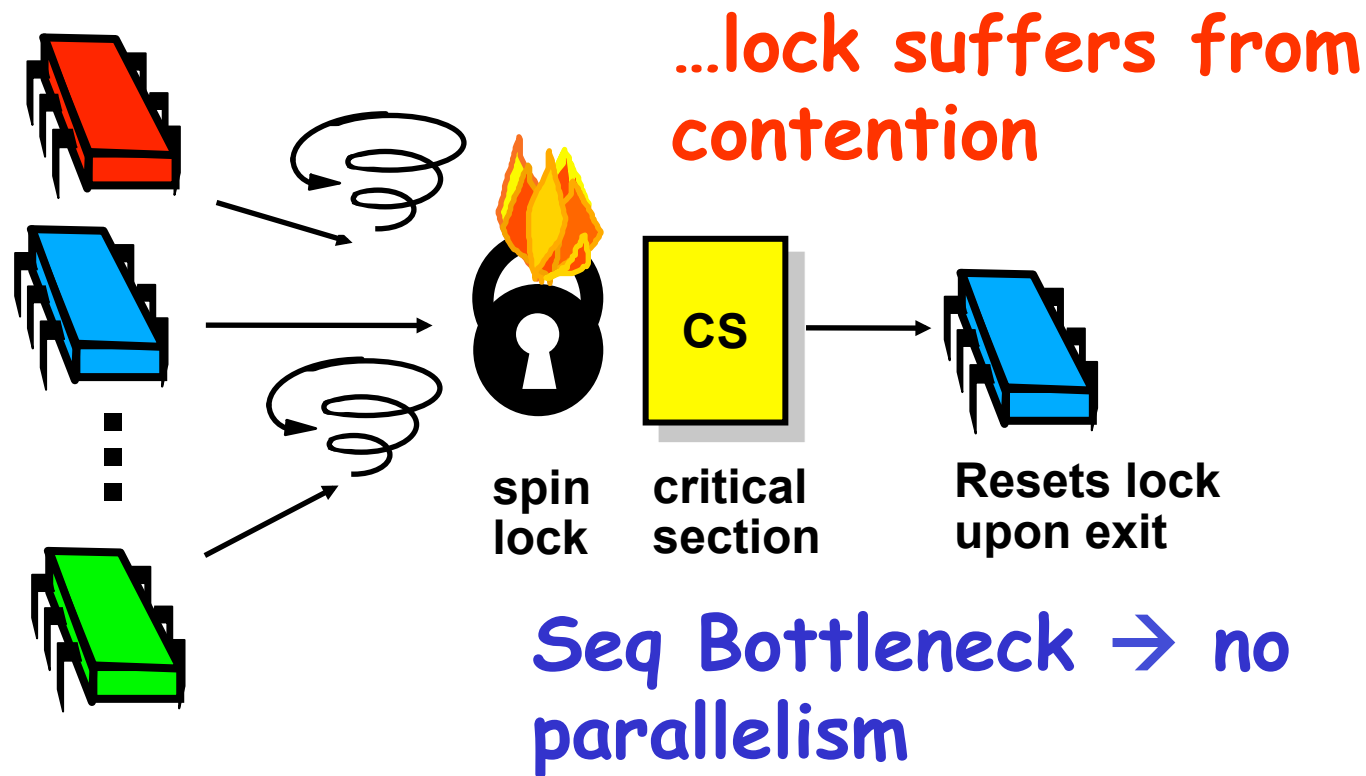 …lock suffers from
contention
CS
spin
lock
critical
section
Resets lock
upon exit
Seq Bottleneck → no
parallelism